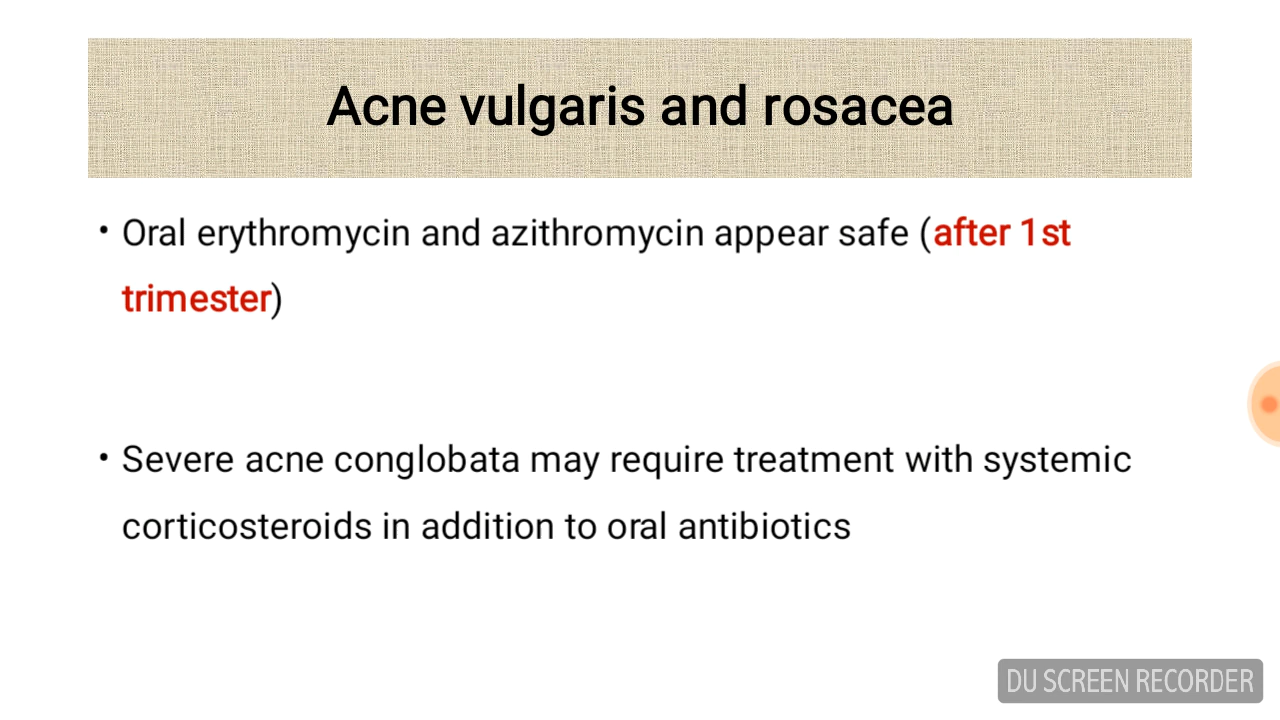 Acne vulgaris and rosacea
• Oral erythromycin and azithromycin appear safe (after 1st
trimester)
• Severe acne conglobata may require treatment with systemic
corticosteroids in addition to oral antibiotics
DU SCREEN RECORDER